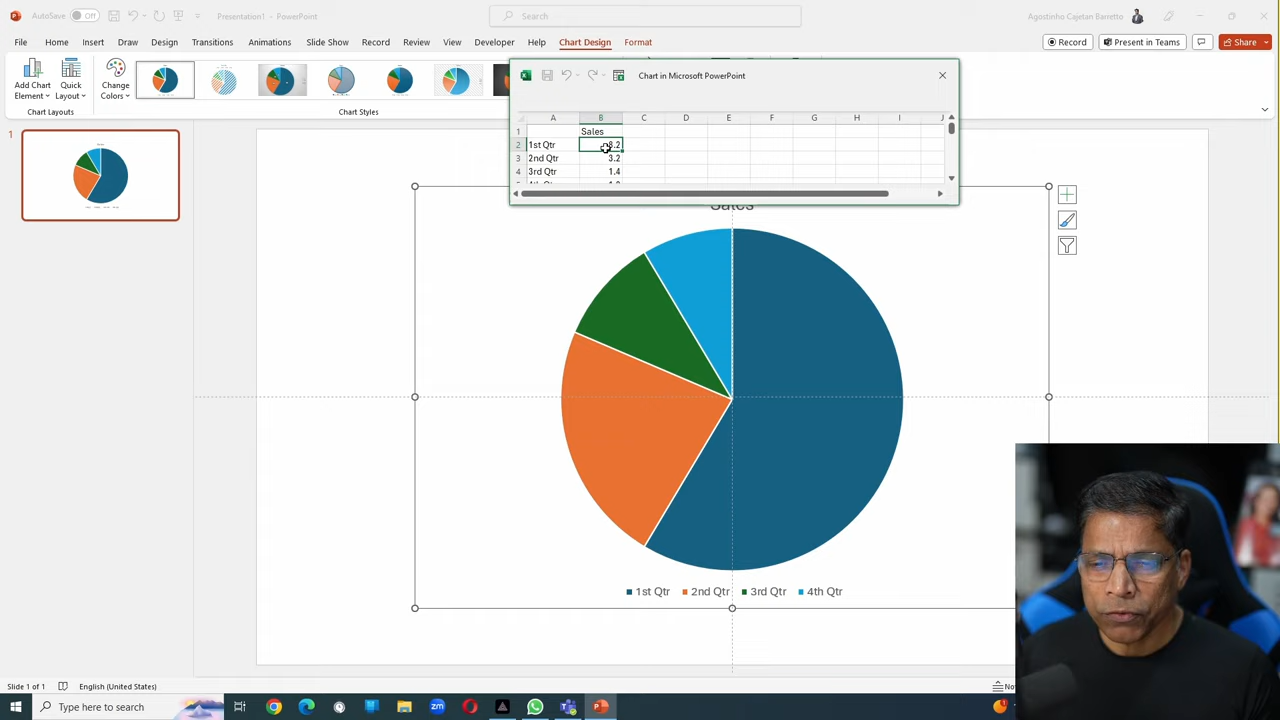 AutoSave Off Presentation1 - PowerPoint Search Agostinho Cajetan Barretto
File Home Insert Draw Design Transitions Animations Slide Show Record Review View Developer Help Chart Design Format Record Present in Teams Share
Add Chart Element Quick Layout Change Colors
Chart Layouts Chart Styles
Chart in Microsoft PowerPoint
A B C D E F G H I J
1 Sales
2 1st Qtr 8.2
3 2nd Qtr 3.2
4 3rd Qtr 1.4
1
Sales
1st Qtr 2nd Qtr 3rd Qtr 4th Qtr
Slide 1 of 1 English (United States)
Type here to search zm